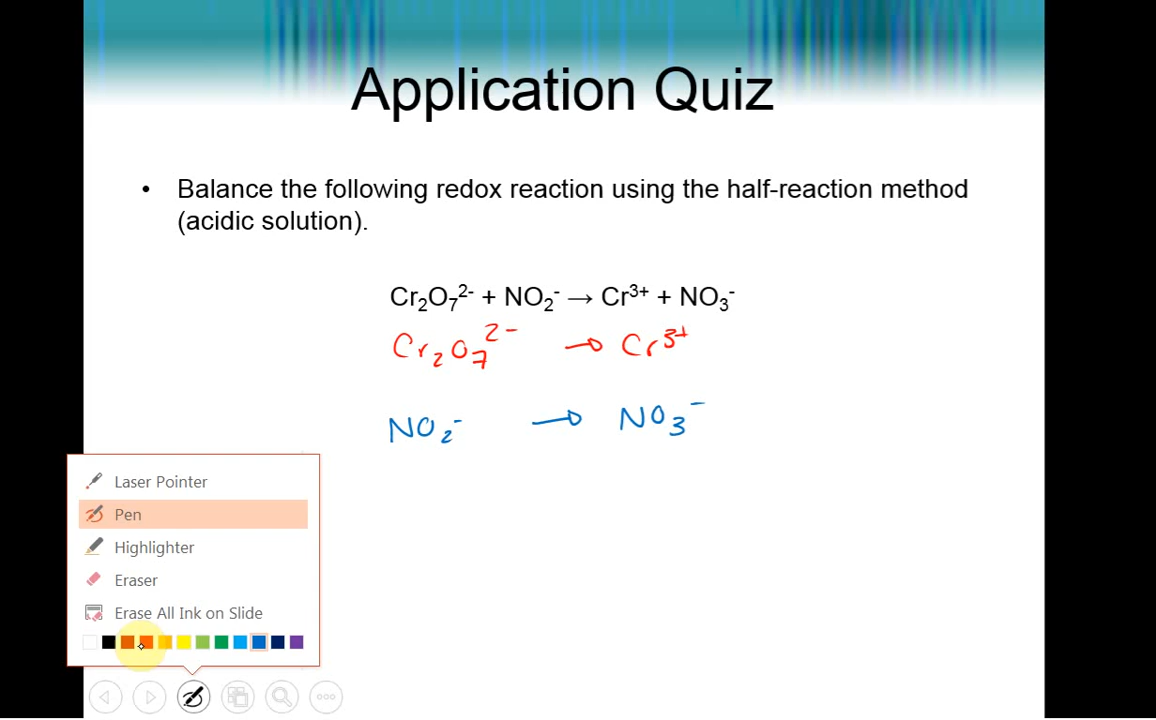 Application Quiz
• Balance the following redox reaction using the half-reaction method
(acidic solution).
Cr₂O₇²⁻ + NO₂⁻ → Cr³⁺ + NO₃⁻
Cr₂O₇²⁻ → Cr³⁺
NO₂⁻ → NO₃⁻
Laser Pointer
Pen
Highlighter
Eraser
Erase All Ink on Slide